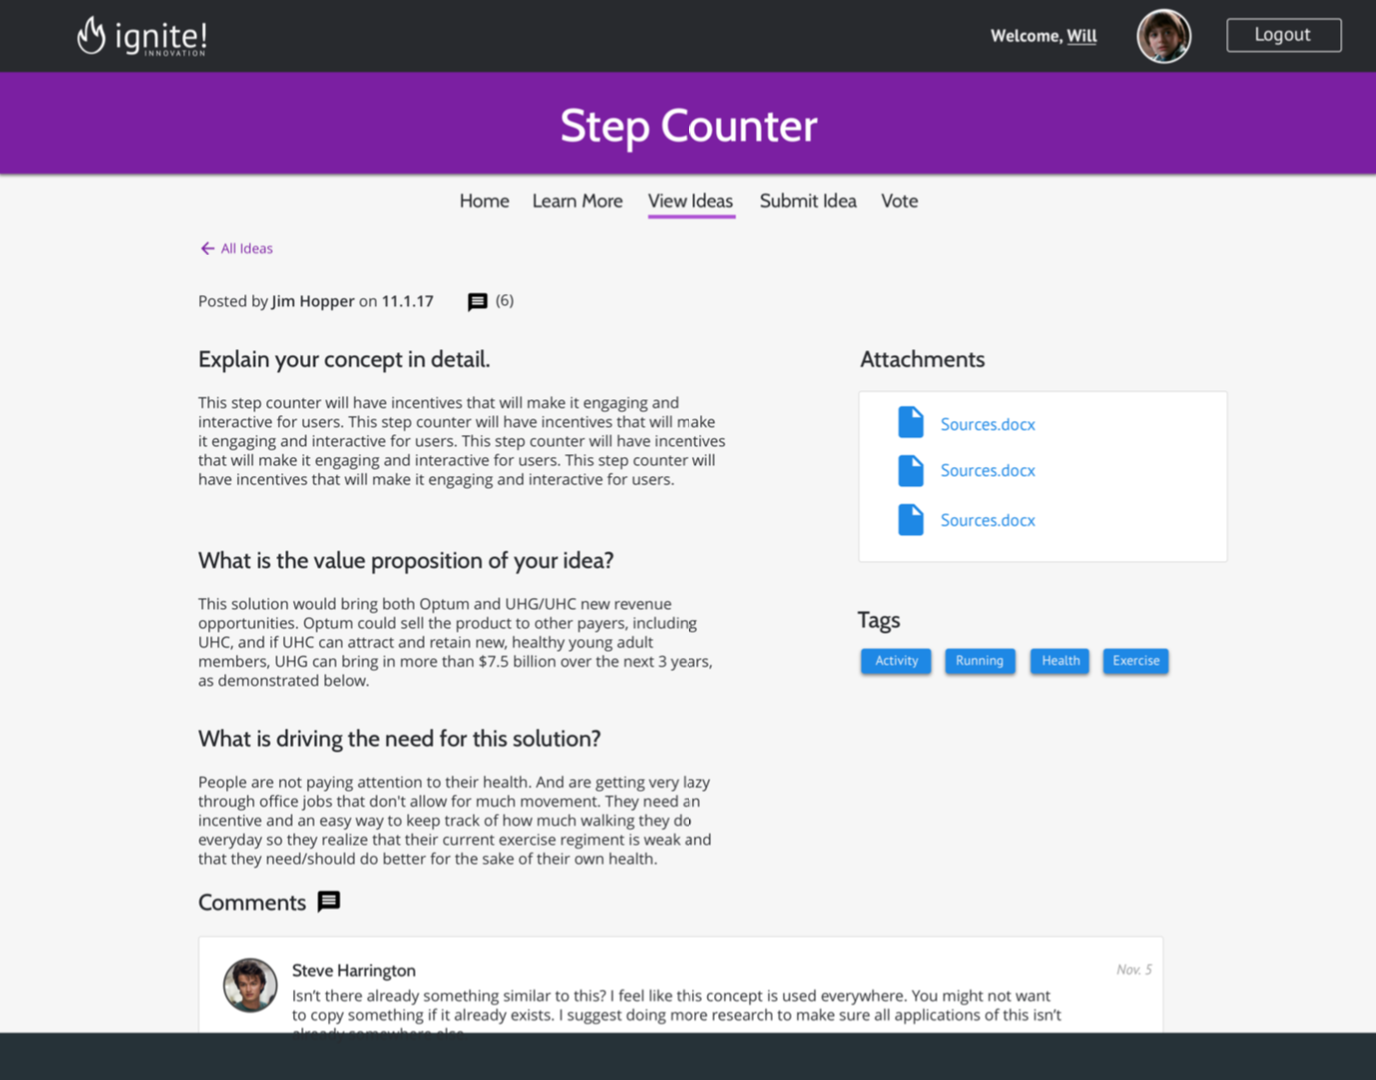 ignite!
INNOVATION
Welcome, Will
Logout
Step Counter
Home Learn More View Ideas Submit Idea Vote
← All Ideas
Posted by Jim Hopper on 11.1.17 (6)
Explain your concept in detail.
This step counter will have incentives that will make it engaging and
interactive for users. This step counter will have incentives that will make
it engaging and interactive for users. This step counter will have incentives
that will make it engaging and interactive for users. This step counter will
have incentives that will make it engaging and interactive for users.
What is the value proposition of your idea?
This solution would bring both Optum and UHG/UHC new revenue
opportunities. Optum could sell the product to other payers, including
UHC, and if UHC can attract and retain new, healthy young adult
members, UHG can bring in more than $7.5 billion over the next 3 years,
as demonstrated below.
What is driving the need for this solution?
People are not paying attention to their health. And are getting very lazy
through office jobs that don't allow for much movement. They need an
incentive and an easy way to keep track of how much walking they do
everyday so they realize that their current exercise regiment is weak and
that they need/should do better for the sake of their own health.
Attachments
Sources.docx
Sources.docx
Sources.docx
Tags
Activity Running Health Exercise
Comments
Steve Harrington
Nov. 5
Isn't there already something similar to this? I feel like this concept is used everywhere. You might not want
to copy something if it already exists. I suggest doing more research to make sure all applications of this isn't
already somewhere else.